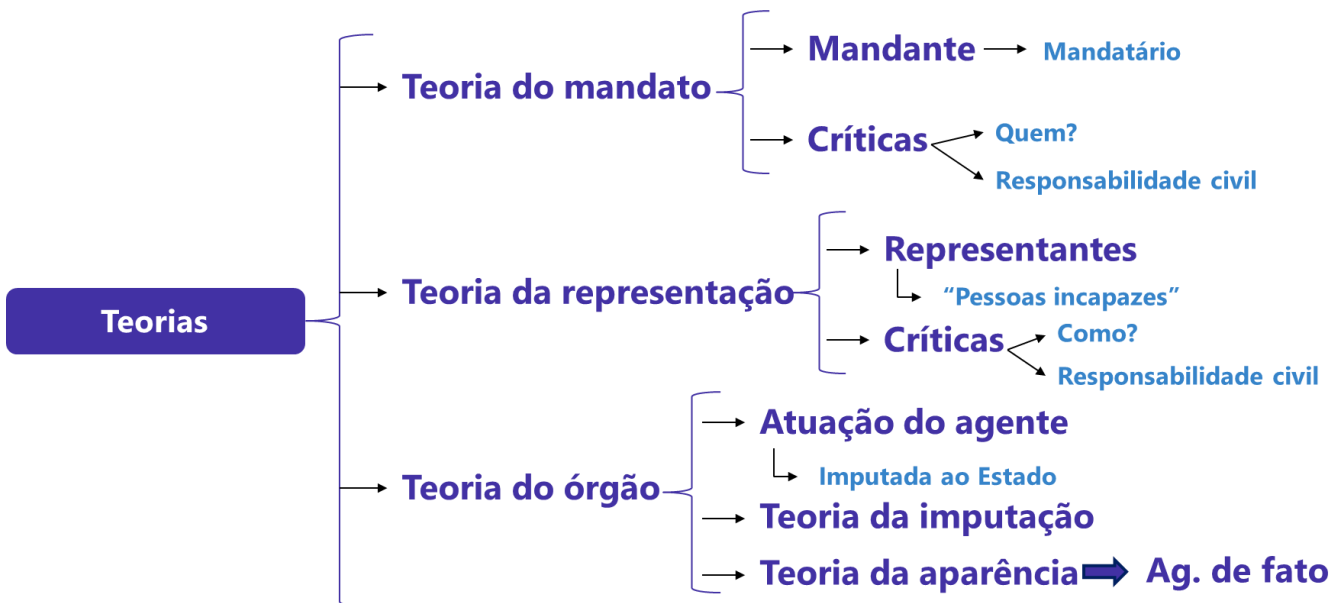 Teorias
Teoria do mandato
Mandante
Mandatário
Críticas
Quem?
Responsabilidade civil
Teoria da representação
Representantes
“Pessoas incapazes”
Críticas
Como?
Responsabilidade civil
Teoria do órgão
Atuação do agente
Imputada ao Estado
Teoria da imputação
Teoria da aparência
Ag. de fato